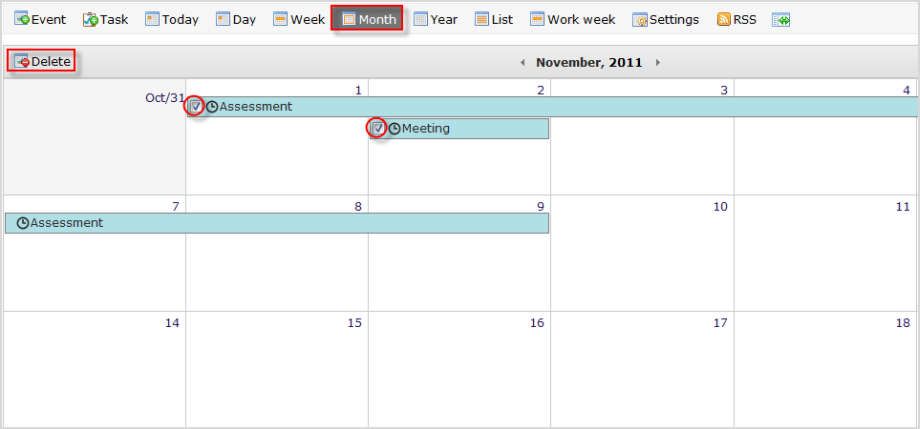 Event Task Today Day Week Month Year List Work week Settings RSS
Delete November, 2011
Oct/31 1 2 3 4
Assessment
Meeting
7 8 9 10 11
Assessment
14 15 16 17 18